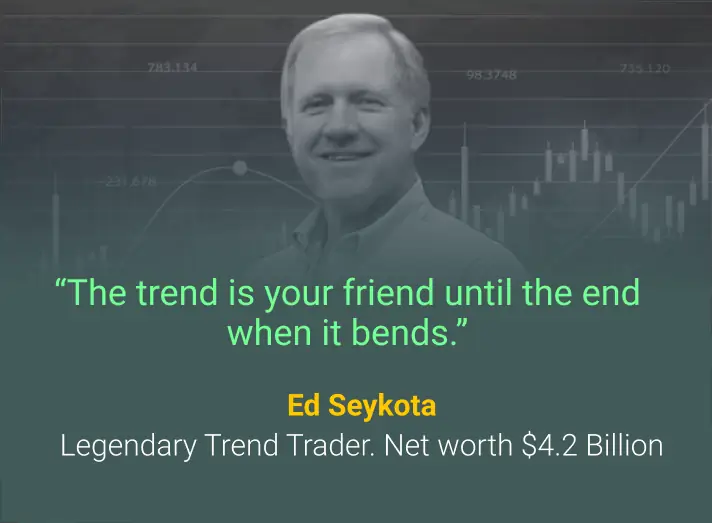 783.134
98.3748
735.120
231.678
“The trend is your friend until the end
when it bends.”
Ed Seykota
Legendary Trend Trader. Net worth $4.2 Billion